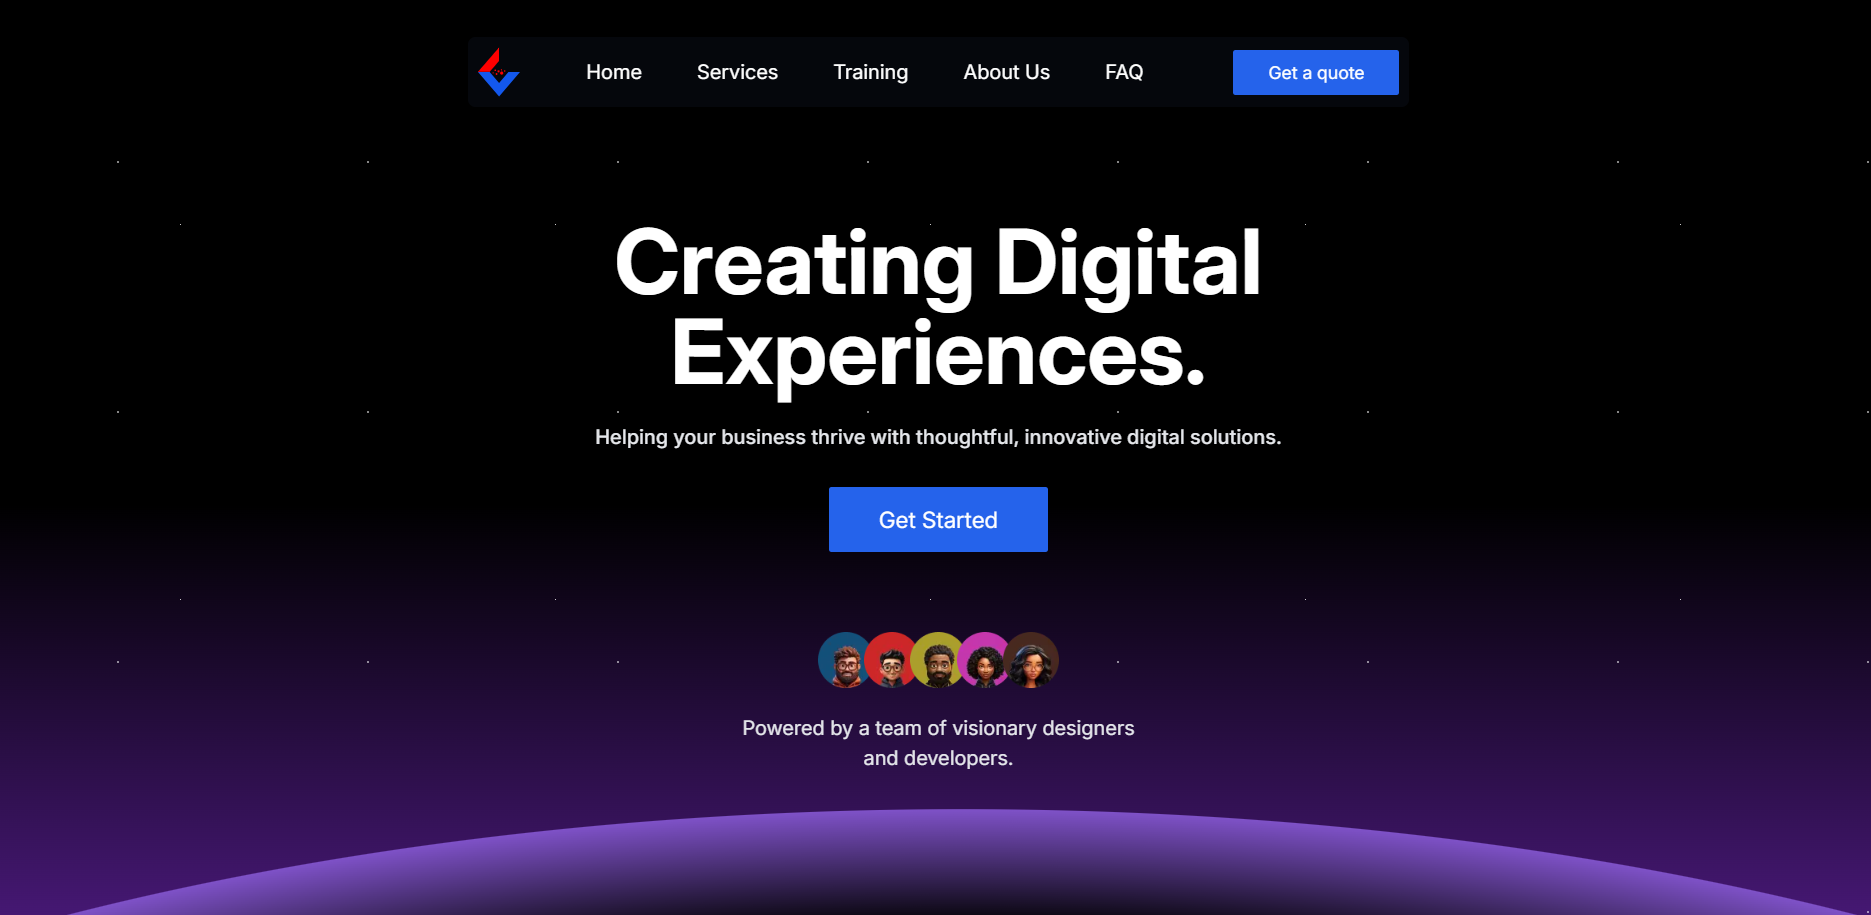 Home Services Training About Us FAQ Get a quote
Creating Digital
Experiences.
Helping your business thrive with thoughtful, innovative digital solutions.
Get Started
Powered by a team of visionary designers
and developers.